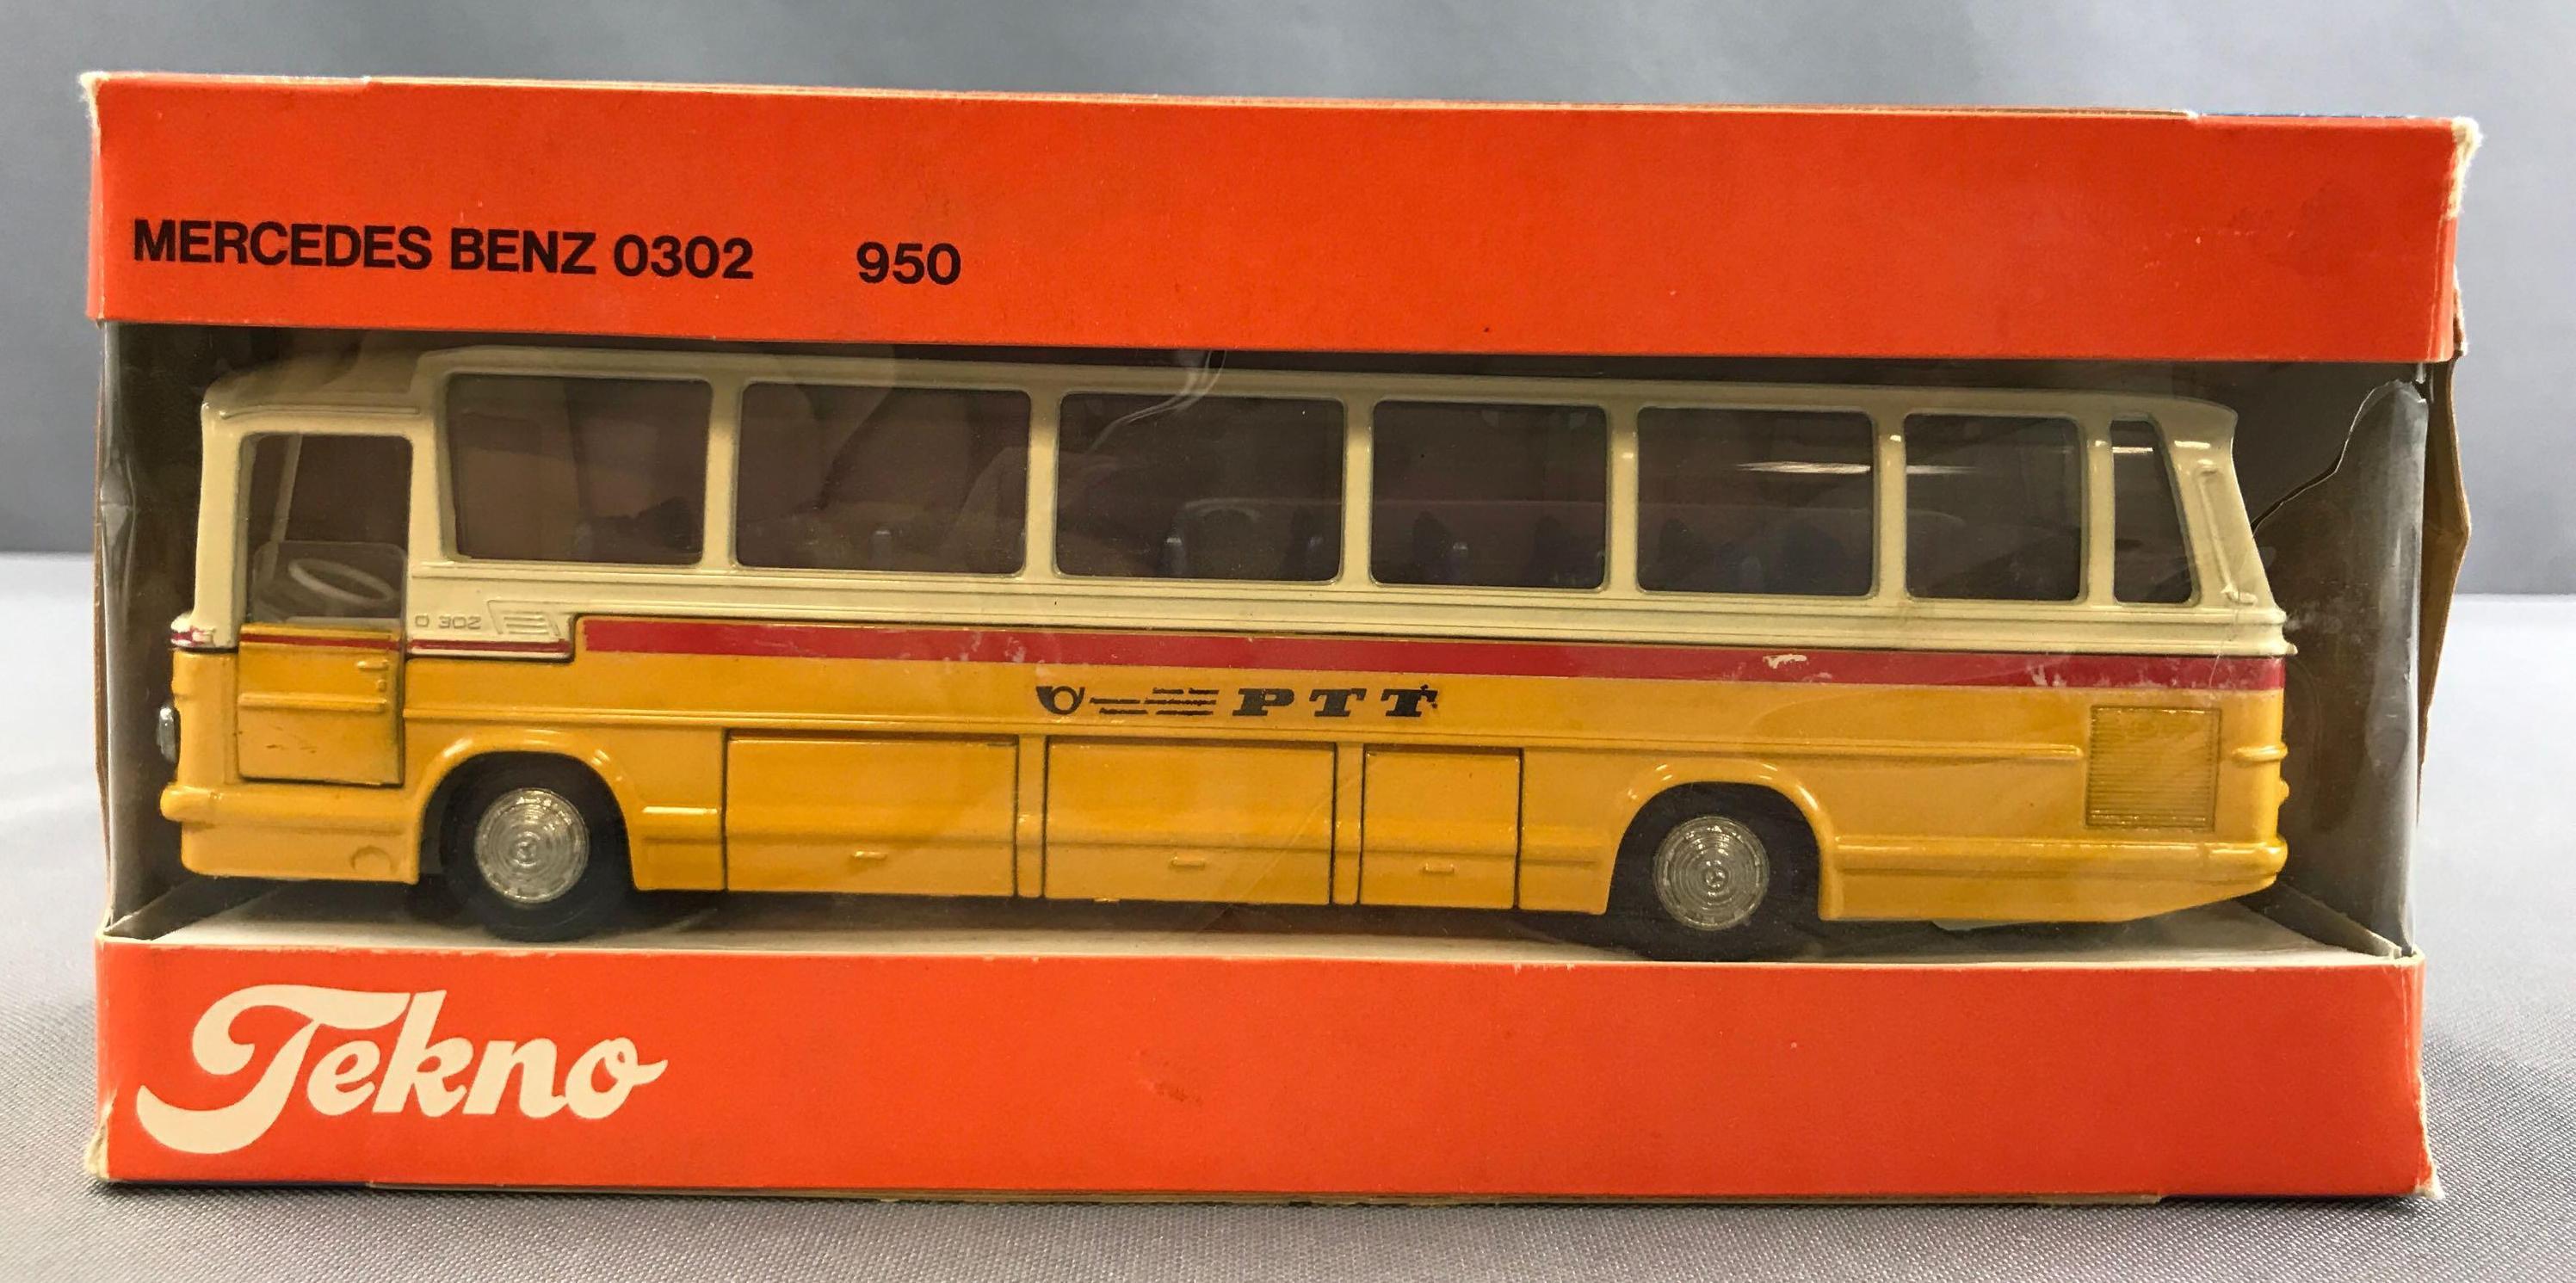 MERCEDES BENZ 0302 950
O 302
PTT
Tekno